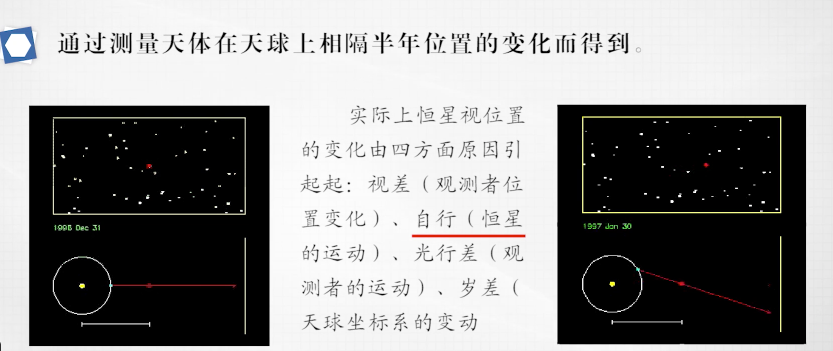 通过测量天体在天球上相隔半年位置的变化而得到。
实际上恒星视位置
的变化由四方面原因引
起起：视差（观测者位
置变化）、自行（恒星
的运动）、光行差（观
测者的运动）、岁差（
天球坐标系的变动
1996 Dec 31
1997 Jan 30